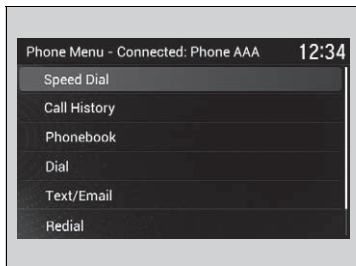 Phone Menu - Connected: Phone AAA 12:34
Speed Dial
Call History
Phonebook
Dial
Text/Email
Redial